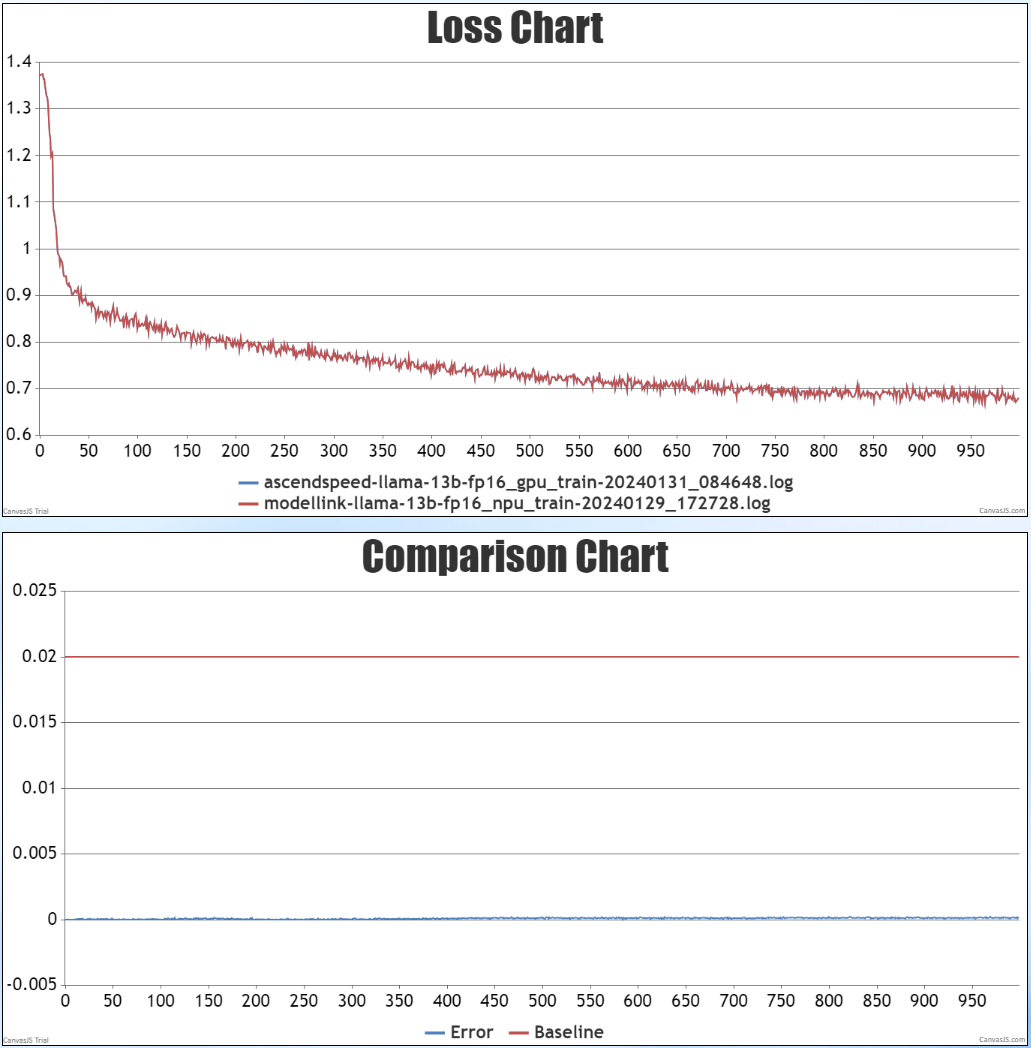 Loss Chart
1.4
1.3
1.2
1.1
1
0.9
0.8
0.7
0.6
0 50 100 150 200 250 300 350 400 450 500 550 600 650 700 750 800 850 900 950
ascendspeed-llama-13b-fp16_gpu_train-20240131_084648.log
modellink-llama-13b-fp16_npu_train-20240129_172728.log
CanvasJS Trial CanvasJS.com
Comparison Chart
0.025
0.02
0.015
0.01
0.005
0
-0.005
0 50 100 150 200 250 300 350 400 450 500 550 600 650 700 750 800 850 900 950
Error Baseline
CanvasJS Trial CanvasJS.com